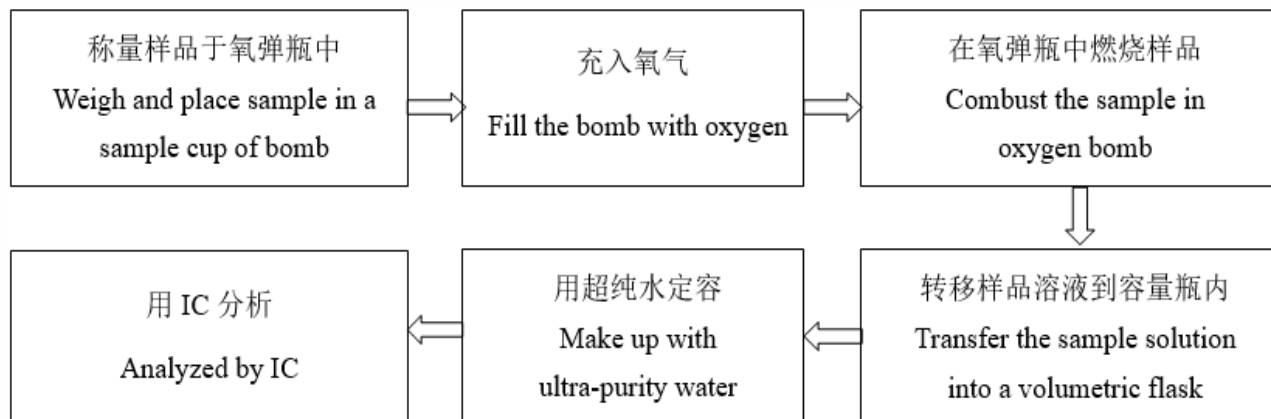 称量样品于氧弹瓶中
Weigh and place sample in a
sample cup of bomb
充入氧气
Fill the bomb with oxygen
在氧弹瓶中燃烧样品
Combust the sample in
oxygen bomb
转移样品溶液到容量瓶内
Transfer the sample solution
into a volumetric flask
用超纯水定容
Make up with
ultra-purity water
用 IC 分析
Analyzed by IC